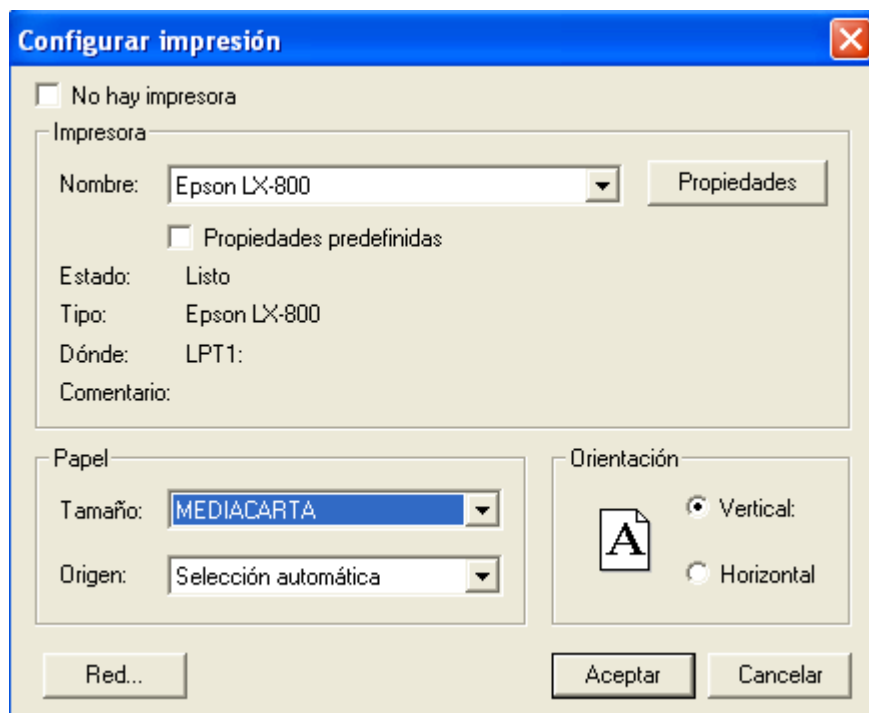 Configurar impresión
No hay impresora
Impresora
Nombre: Epson LX-800 Propiedades
Propiedades predefinidas
Estado: Listo
Tipo: Epson LX-800
Dónde: LPT1:
Comentario:
Papel
Tamaño: MEDIACARTA
Origen: Selección automática
Orientación
A
Vertical:
Horizontal
Red... Aceptar Cancelar